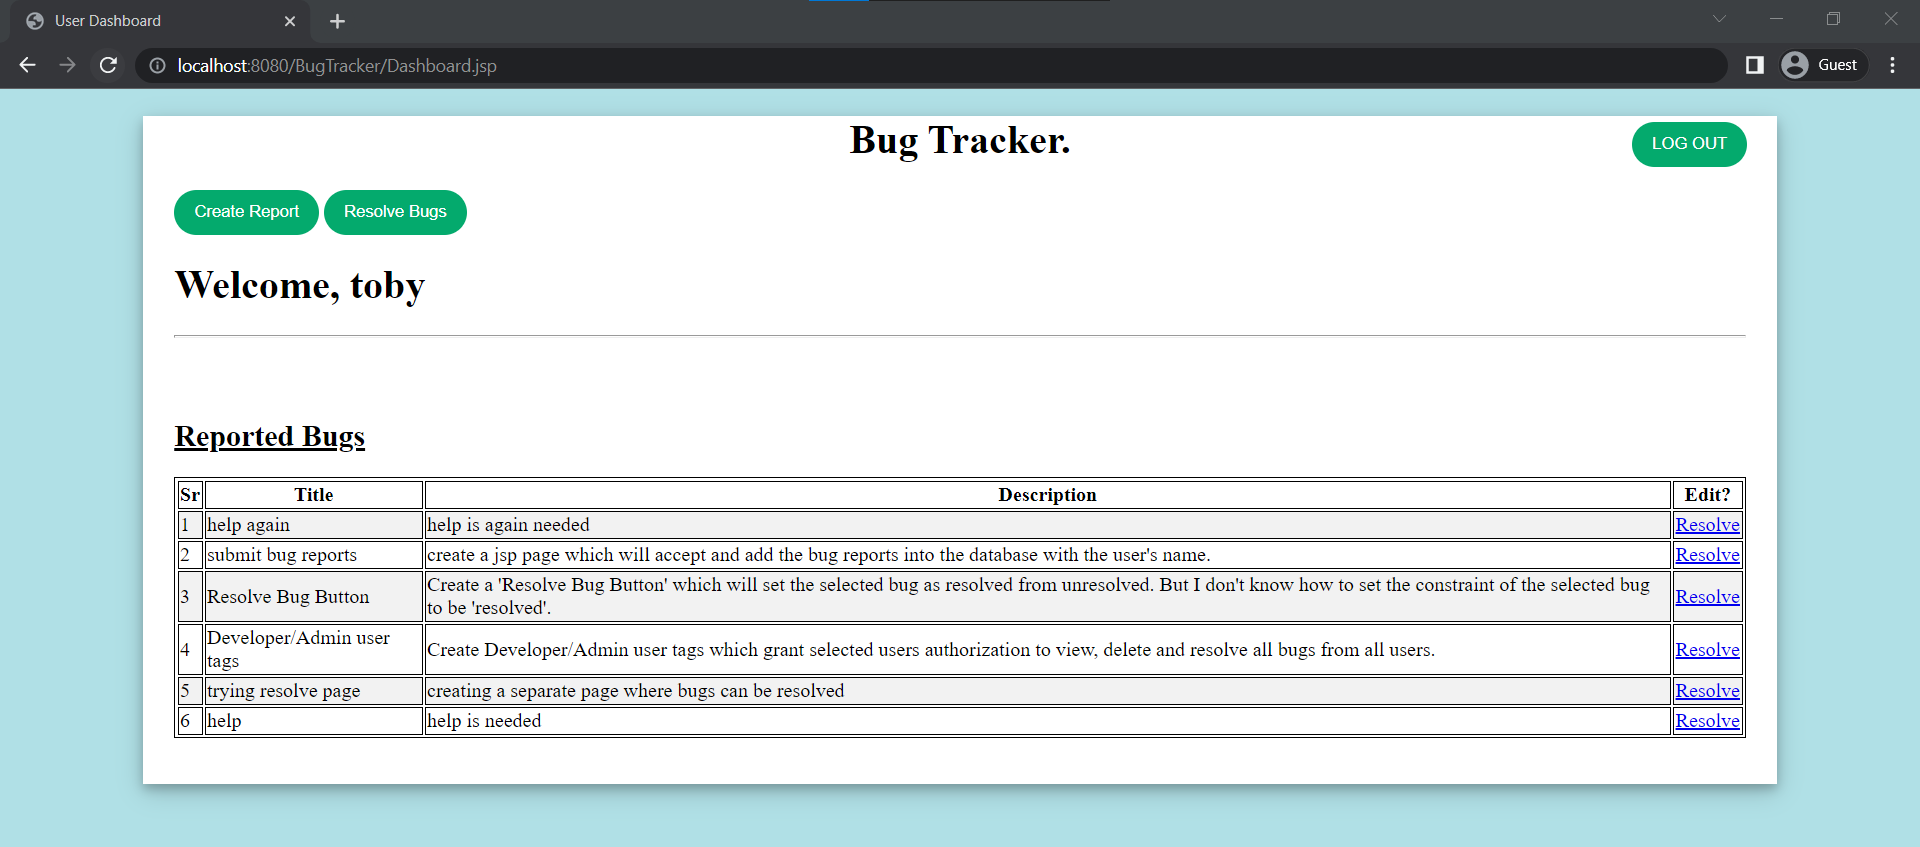 User Dashboard
localhost:8080/BugTracker/Dashboard.jsp
Guest
Bug Tracker.
LOG OUT
Create Report
Resolve Bugs
Welcome, toby
Reported Bugs
Sr Title Description Edit?
1 help again help is again needed Resolve
2 submit bug reports create a jsp page which will accept and add the bug reports into the database with the user's name. Resolve
3 Resolve Bug Button Create a 'Resolve Bug Button' which will set the selected bug as resolved from unresolved. But I don't know how to set the constraint of the selected bug
to be 'resolved'. Resolve
4 Developer/Admin user
tags Create Developer/Admin user tags which grant selected users authorization to view, delete and resolve all bugs from all users. Resolve
5 trying resolve page creating a separate page where bugs can be resolved Resolve
6 help help is needed Resolve